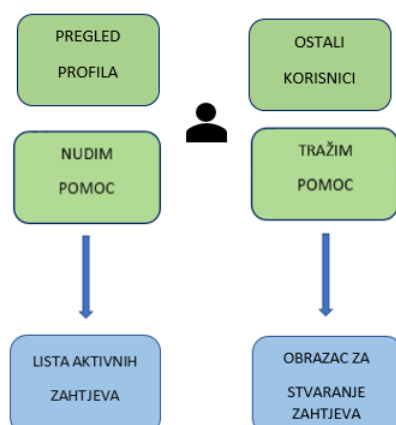 PREGLED
PROFILA
OSTALI
KORISNICI
NUDIM
POMOC
TRAŽIM
POMOC
LISTA AKTIVNIH
ZAHTJEVA
OBRAZAC ZA
STVARANJE
ZAHTJEVA